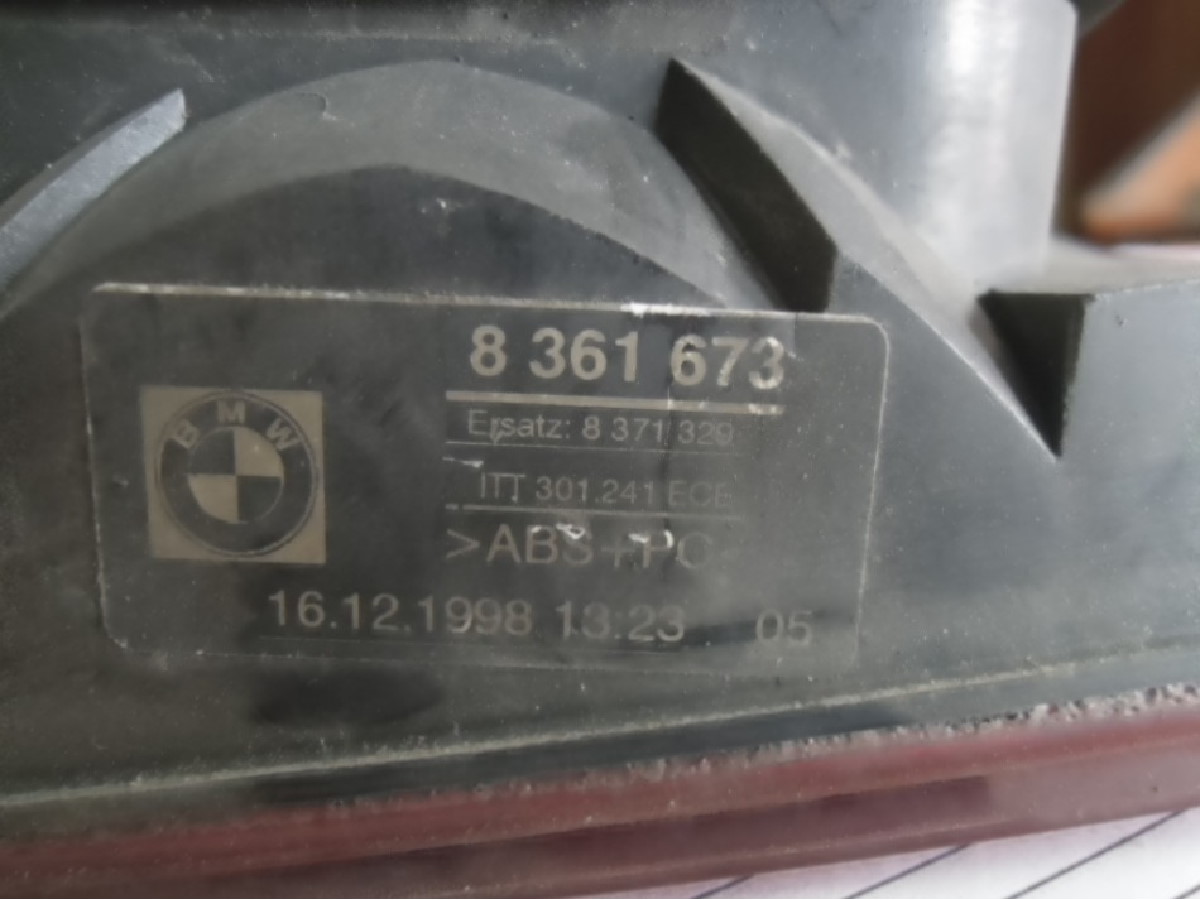 8 361 673
BMW
Ersatz: 8 371 329
ITT 301.241 ECE
>ABS+PC
16.12.1998 13:23 05